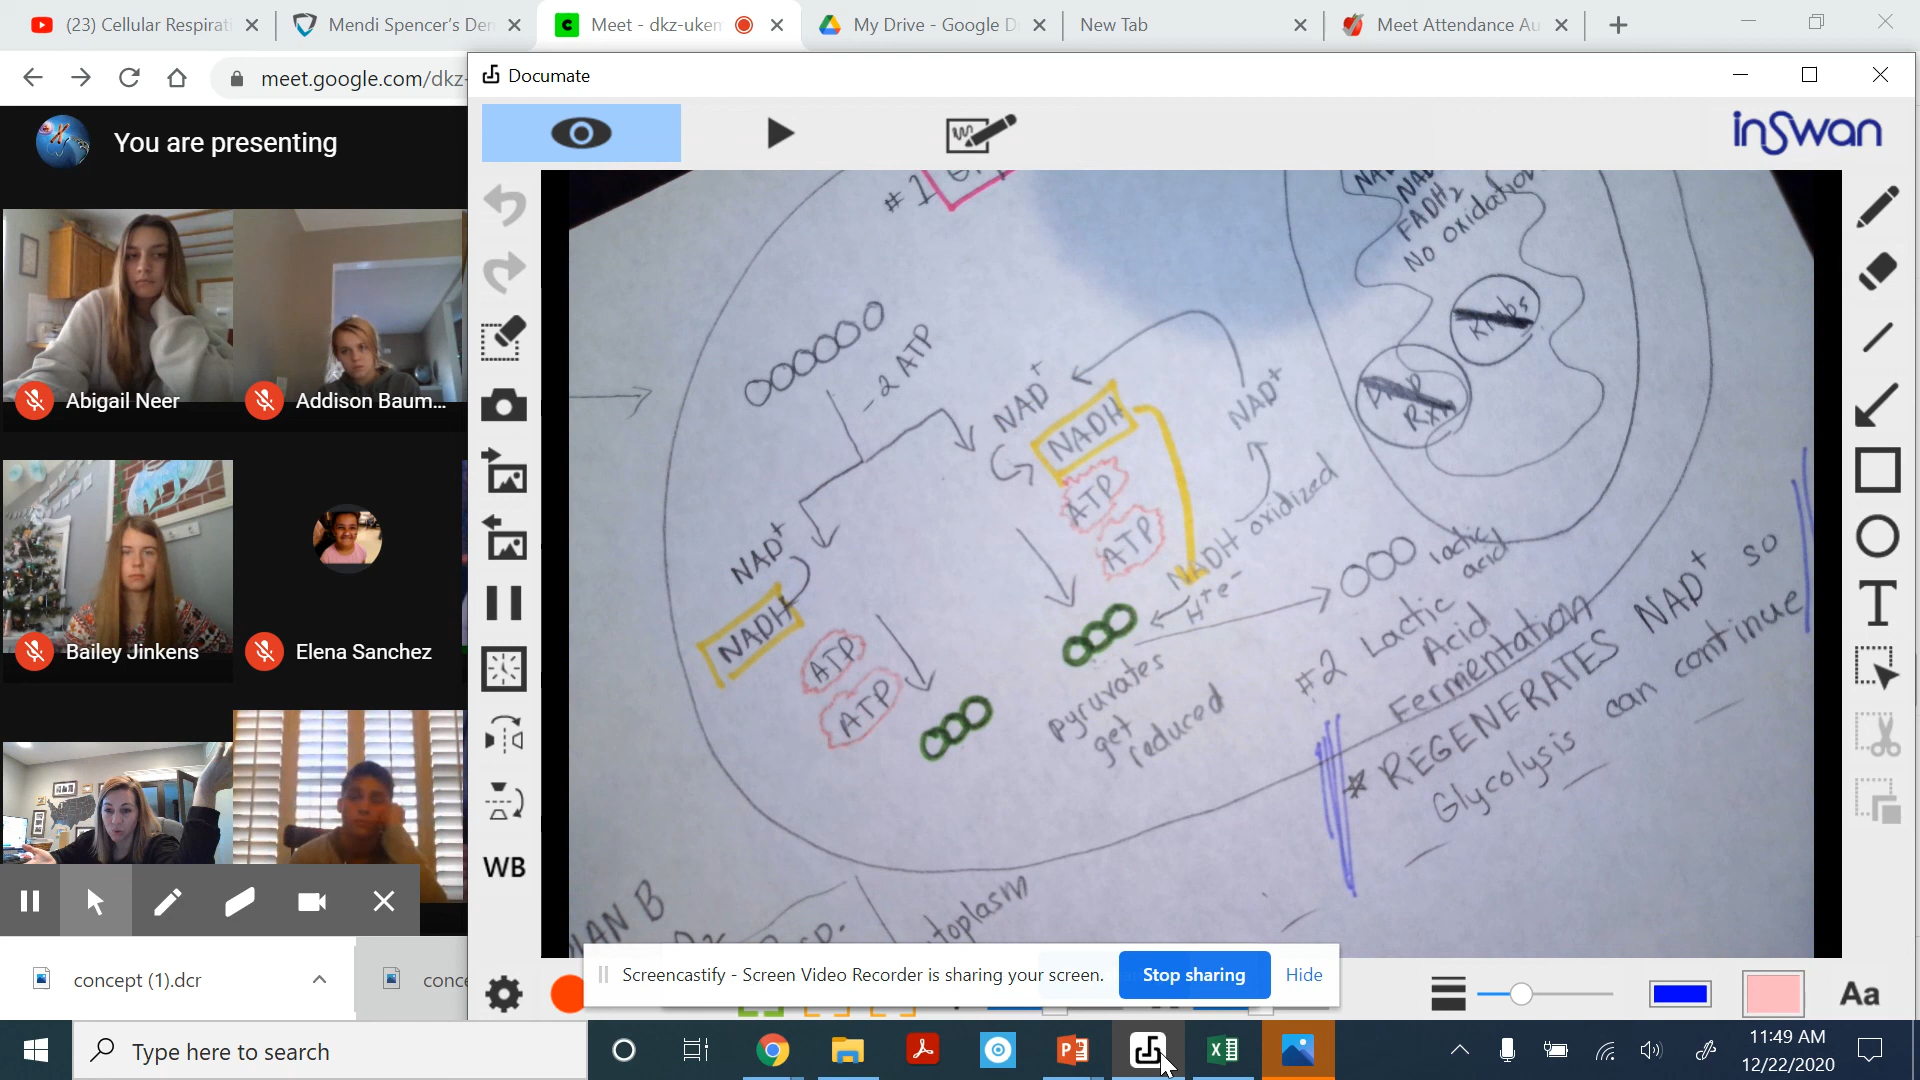 (23) Cellular Respirati
Mendi Spencer's Den
Meet - dkz-uken
My Drive - Google D
New Tab
Meet Attendance Au
meet.google.com/dkz-
Documate
inSwan
You are presenting
Abigail Neer
Addison Baum...
Bailey Jinkens
Elena Sanchez
#1
NAD
FADH2
No oxidation
Krebs
RXN
-2 ATP
NAD+
NADH
ATP
ATP
NAD+
NAD+
NADH
ATP
ATP
NADH oxidized
H+e-
lactic
acid
pyruvates
get
reduced
#2 Lactic
Acid
Fermentation
* REGENERATES NAD+ so
Glycolysis can continue
WB
Screencastify - Screen Video Recorder is sharing your screen.
Stop sharing
Hide
concept (1).dcr
conce
Aa
Type here to search
11:49 AM
12/22/2020